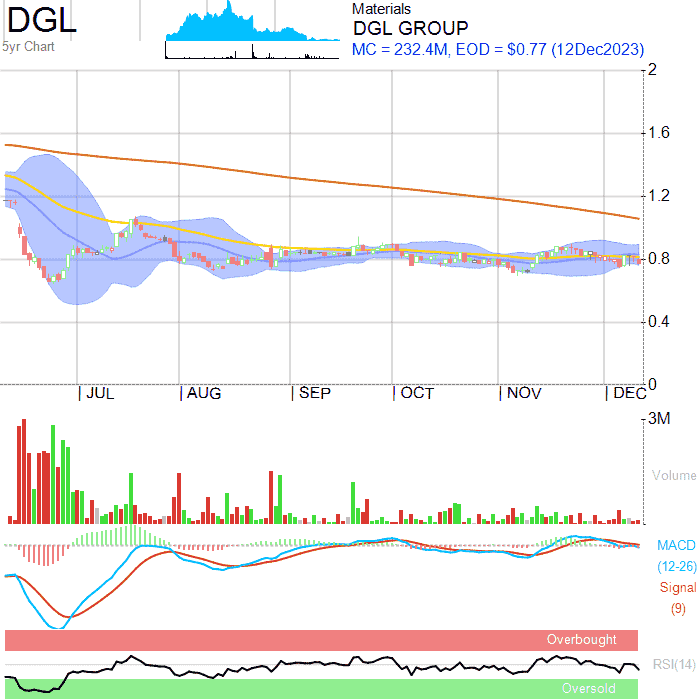 DGL
5yr Chart
Materials
DGL GROUP
MC = 232.4M, EOD = $0.77 (12Dec2023)
2
1.6
1.2
0.8
0.4
0
| JUL | AUG | SEP | OCT | NOV | DEC
3M
Volume
MACD
(12-26)
Signal
(9)
Overbought
RSI(14)
Oversold